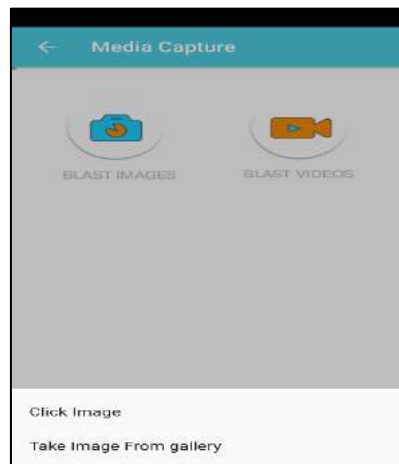 Media Capture
BLAST IMAGES BLAST VIDEOS
Click Image
Take Image From gallery